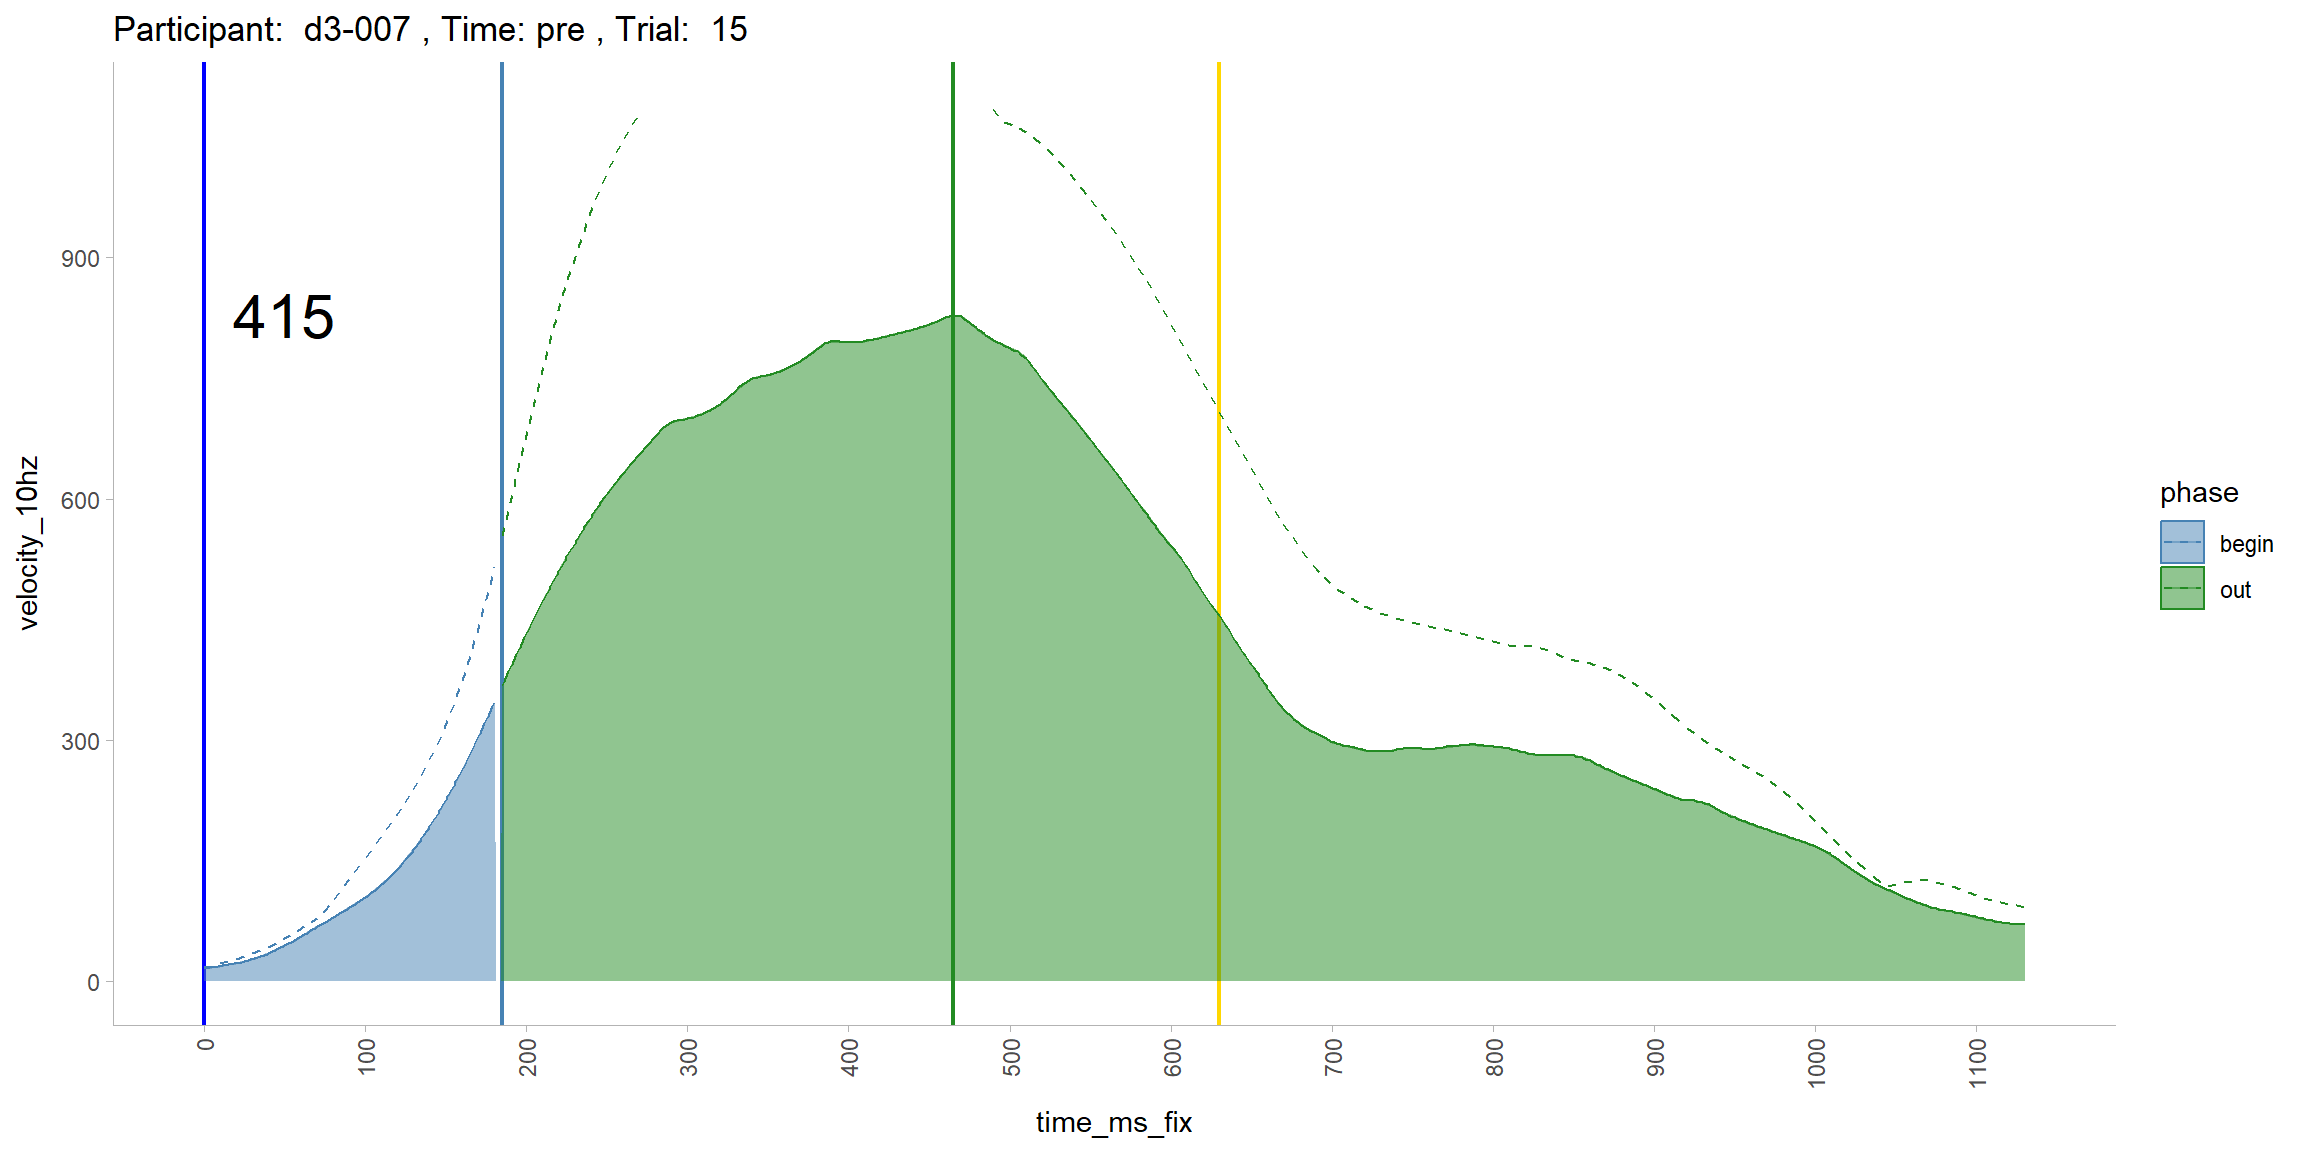 Participant:  d3-007 , Time: pre , Trial:  15
900
600
300
0
velocity_10hz
415
0
100
200
300
400
500
600
700
800
900
1000
1100
time_ms_fix
phase
begin
out